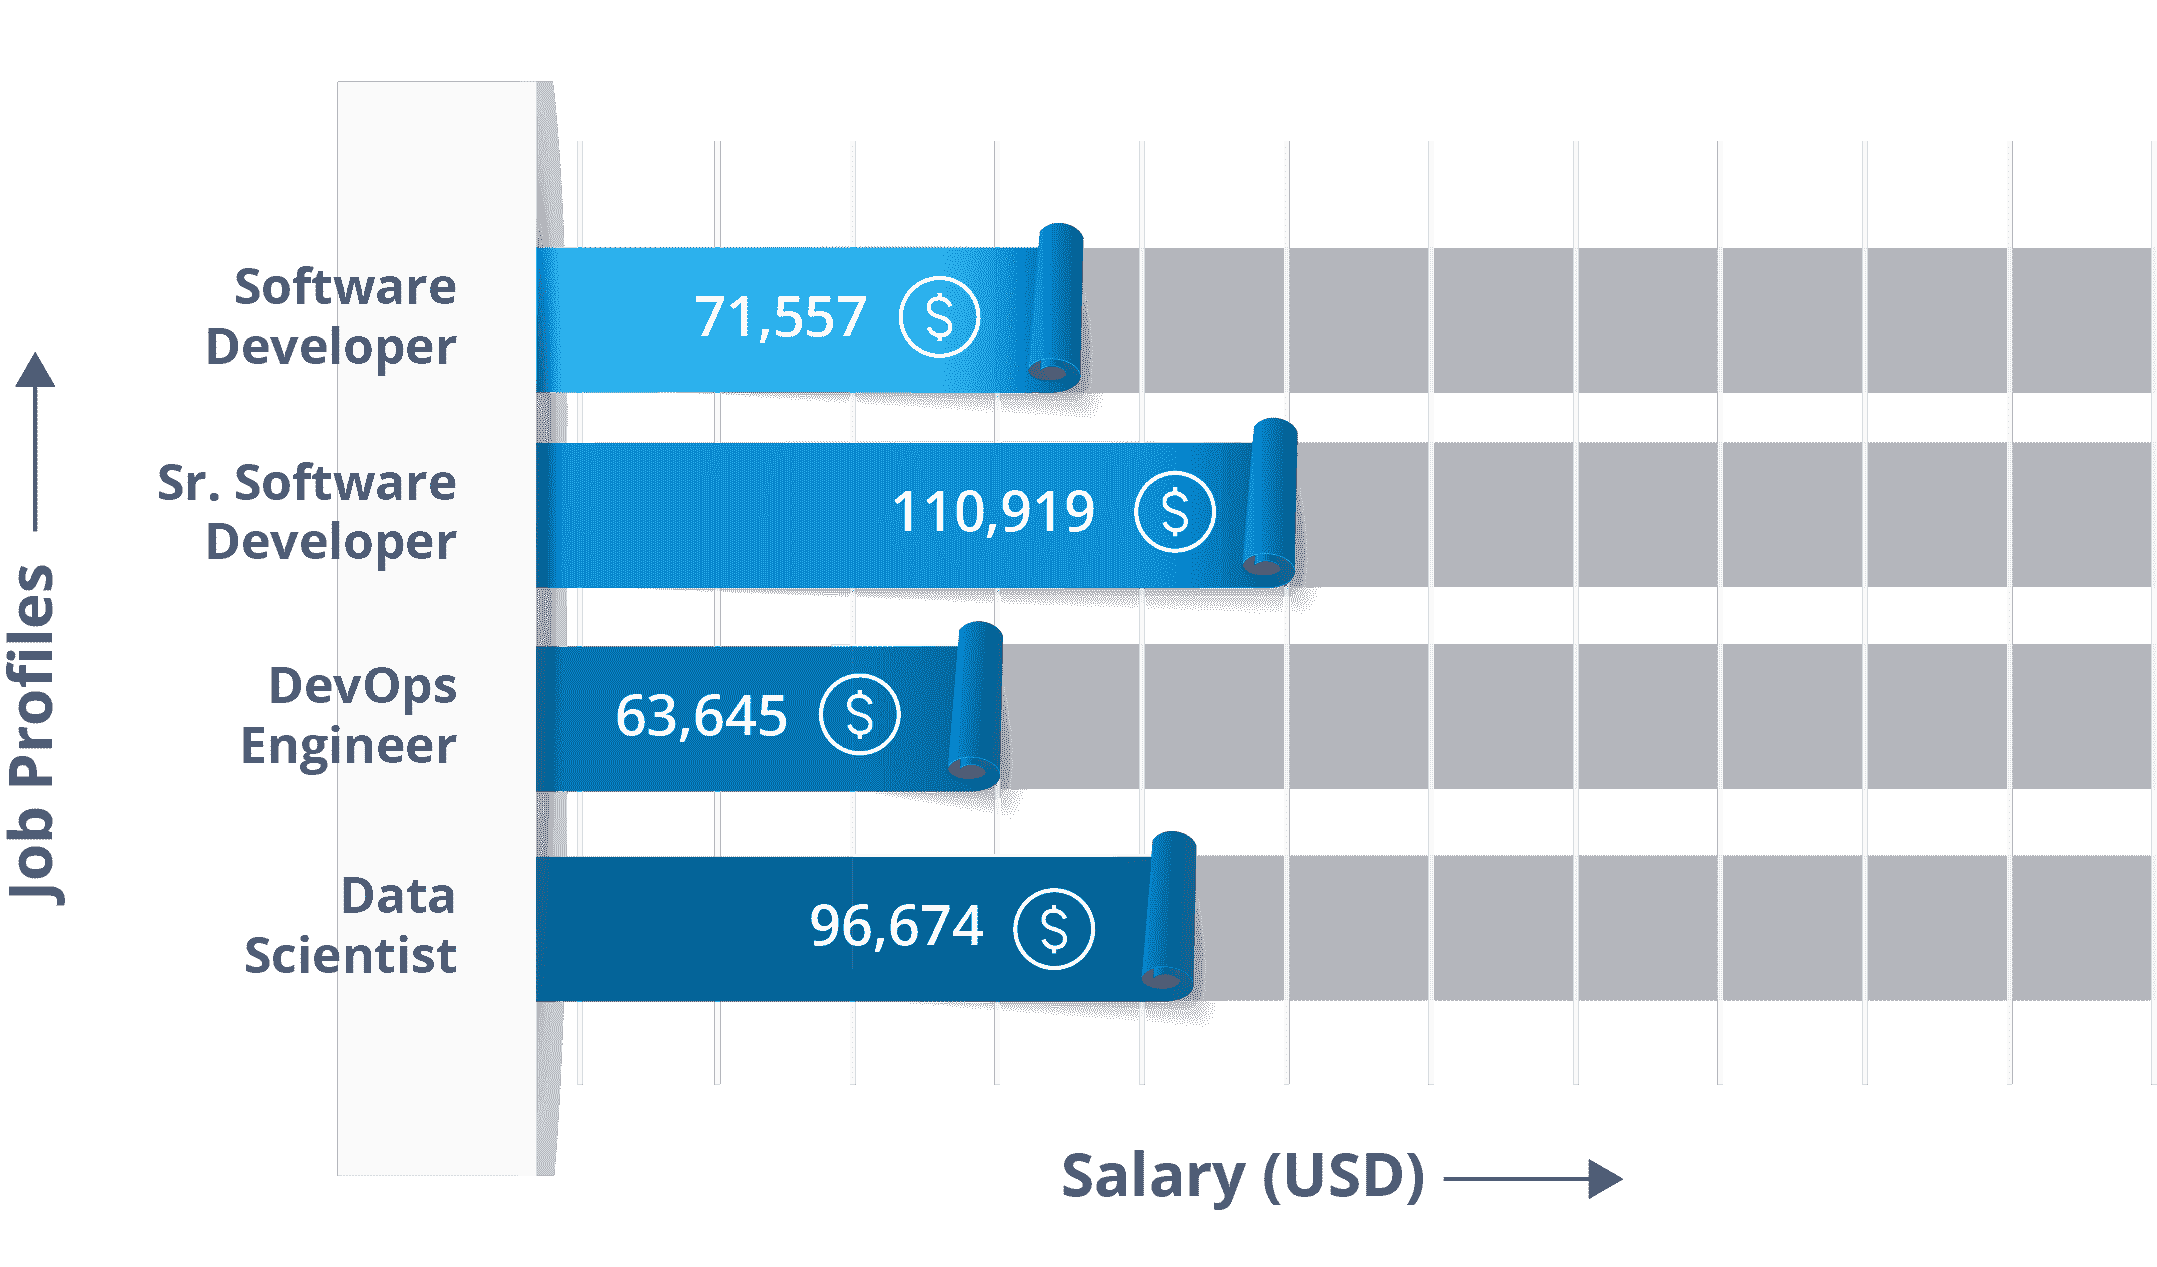 Software
Developer
71,557 $
Sr. Software
Developer
110,919 $
DevOps
Engineer
63,645 $
Data
Scientist
96,674 $
Job Profiles
Salary (USD)